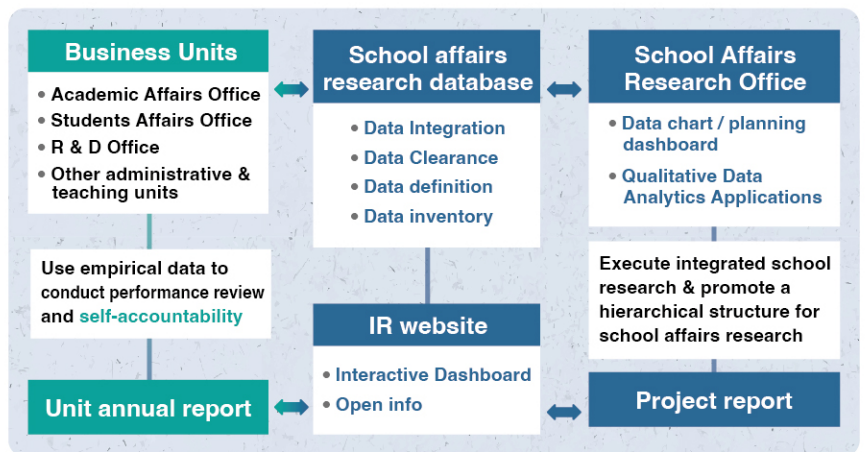 Business Units
• Academic Affairs Office
• Students Affairs Office
• R & D Office
• Other administrative &
teaching units
Use empirical data to
conduct performance review
and self-accountability
Unit annual report
School affairs
research database
• Data Integration
• Data Clearance
• Data definition
• Data inventory
IR website
• Interactive Dashboard
• Open info
School Affairs
Research Office
• Data chart / planning
dashboard
• Qualitative Data
Analytics Applications
Execute integrated school
research & promote a
hierarchical structure for
school affairs research
Project report